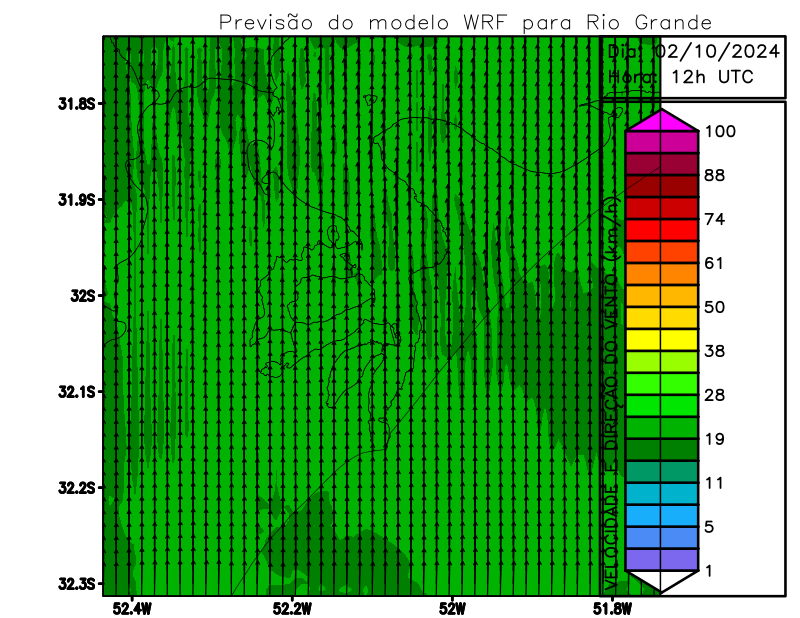 Previsão do modelo WRF para Rio Grande
Dia: 02/10/2024
Hora: 12h UTC
31.8S
31.9S
32S
32.1S
32.2S
32.3S
52.4W
52.2W
52W
51.8W
VELOCIDADE E DIREÇÃO DO VENTO (km/h)
100
88
74
61
50
38
28
19
11
5
1